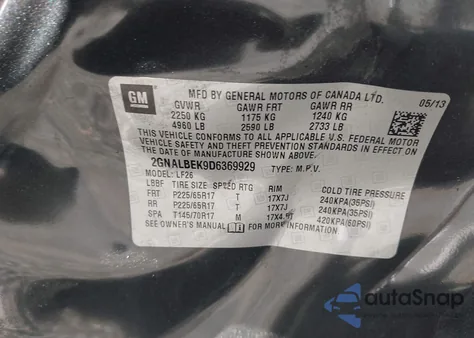 GM
MFD BY GENERAL MOTORS OF CANADA LTD.
GVWR GAWR FRT GAWR RR 05/13
2250 KG 1175 KG 1240 KG
4960 LB 2590 LB 2733 LB
THIS VEHICLE CONFORMS TO ALL APPLICABLE U.S. FEDERAL MOTOR
VEHICLE SAFETY AND THEFT PREVENTION STANDARDS IN EFFECT
ON THE DATE OF MANUFACTURE SHOWN ABOVE.
2GNALBEK9D6369929 TYPE: M.P.V.
MODEL: LF26
LBBF TIRE SIZE SPEED RTG RIM COLD TIRE PRESSURE
FRT P225/65R17 T 17X7J 240KPA(35PSI)
RR P225/65R17 T 17X7J 240KPA(35PSI)
SPA T145/70R17 M 17X4 420KPA(60PSI)
SEE OWNER'S MANUAL FOR MORE INFORMATION
autoSnap